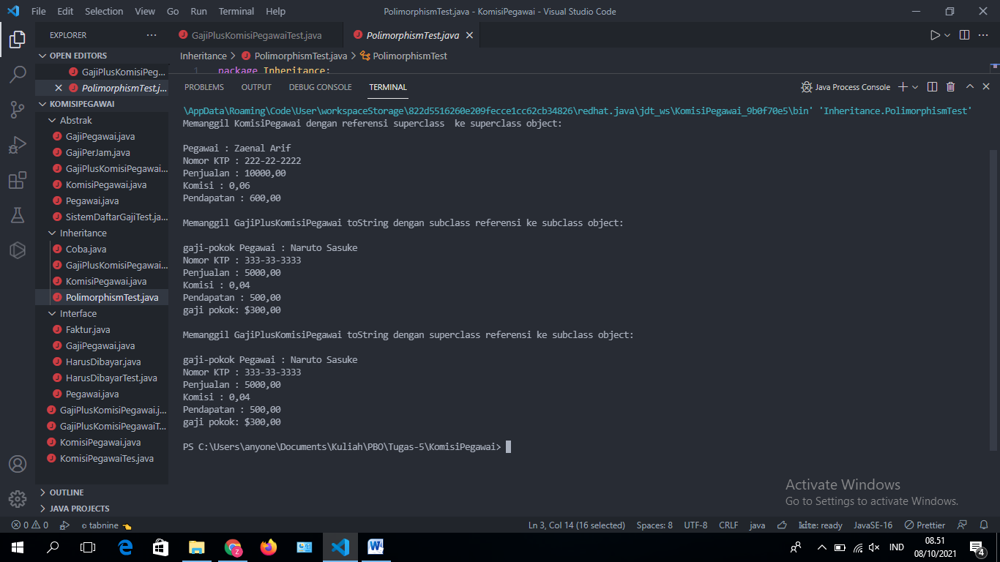 File Edit Selection View Go Run Terminal Help PolimorphismTest.java - KomisiPegawai - Visual Studio Code
EXPLORER
GajiPlusKomisiPegawaiTest.java
PolimorphismTest.java
OPEN EDITORS
GajiPlusKomisiPeg...
PolimorphismTest.j...
KOMISIPEGAWAI
Abstrak
GajiPegawai.java
GajiPerJam.java
GajiPlusKomisiPegawai...
KomisiPegawai.java
Pegawai.java
SistemDaftarGajiTest.ja...
Inheritance
Coba.java
GajiPlusKomisiPegawai...
KomisiPegawai.java
PolimorphismTest.java
Interface
Faktur.java
GajiPegawai.java
HarusDibayar.java
HarusDibayarTest.java
Pegawai.java
GajiPlusKomisiPegawai.j...
GajiPlusKomisiPegawaiT...
KomisiPegawai.java
KomisiPegawaiTes.java
OUTLINE
JAVA PROJECTS
Inheritance > PolimorphismTest.java > PolimorphismTest
1 package Inheritance;
PROBLEMS OUTPUT DEBUG CONSOLE TERMINAL
Java Process Console
\AppData\Roaming\Code\User\workspaceStorage\822d5516260e209fecce1cc62cb34826\redhat.java\jdt_ws\KomisiPegawai_9b0f70e5\bin' 'Inheritance.PolimorphismTest'
Memanggil KomisiPegawai dengan referensi superclass  ke superclass object:
Pegawai : Zaenal Arif
Nomor KTP : 222-22-2222
Penjualan : 10000,00
Komisi : 0,06
Pendapatan : 600,00
Memanggil GajiPlusKomisiPegawai toString dengan subclass referensi ke subclass object:
gaji-pokok Pegawai : Naruto Sasuke
Nomor KTP : 333-33-3333
Penjualan : 5000,00
Komisi : 0,04
Pendapatan : 500,00
gaji pokok: $300,00
Memanggil GajiPlusKomisiPegawai toString dengan superclass referensi ke subclass object:
gaji-pokok Pegawai : Naruto Sasuke
Nomor KTP : 333-33-3333
Penjualan : 5000,00
Komisi : 0,04
Pendapatan : 500,00
gaji pokok: $300,00
PS C:\Users\anyone\Documents\Kuliah\PBO\Tugas-5\KomisiPegawai>
Activate Windows
Go to Settings to activate Windows.
0 0 tabnine Ln 3, Col 14 (16 selected) Spaces: 8 UTF-8 CRLF java kite: ready JavaSE-16 Prettier
IND
08.51
08/10/2021
4